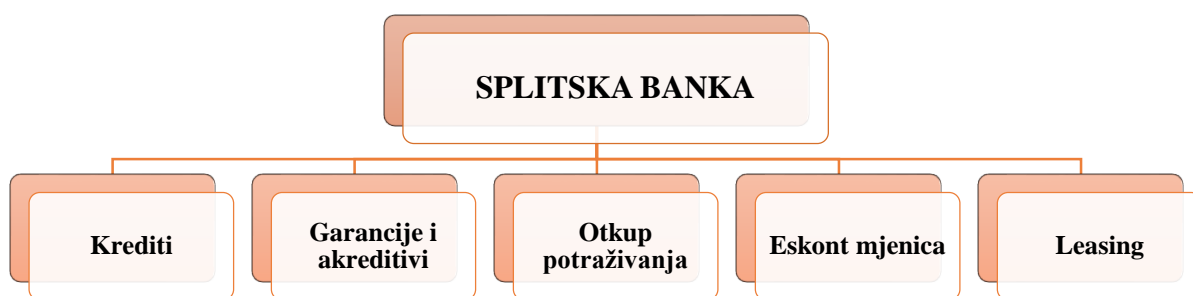 SPLITSKA BANKA
Krediti
Garancije i
akreditivi
Otkup
potraživanja
Eskont mjenica
Leasing